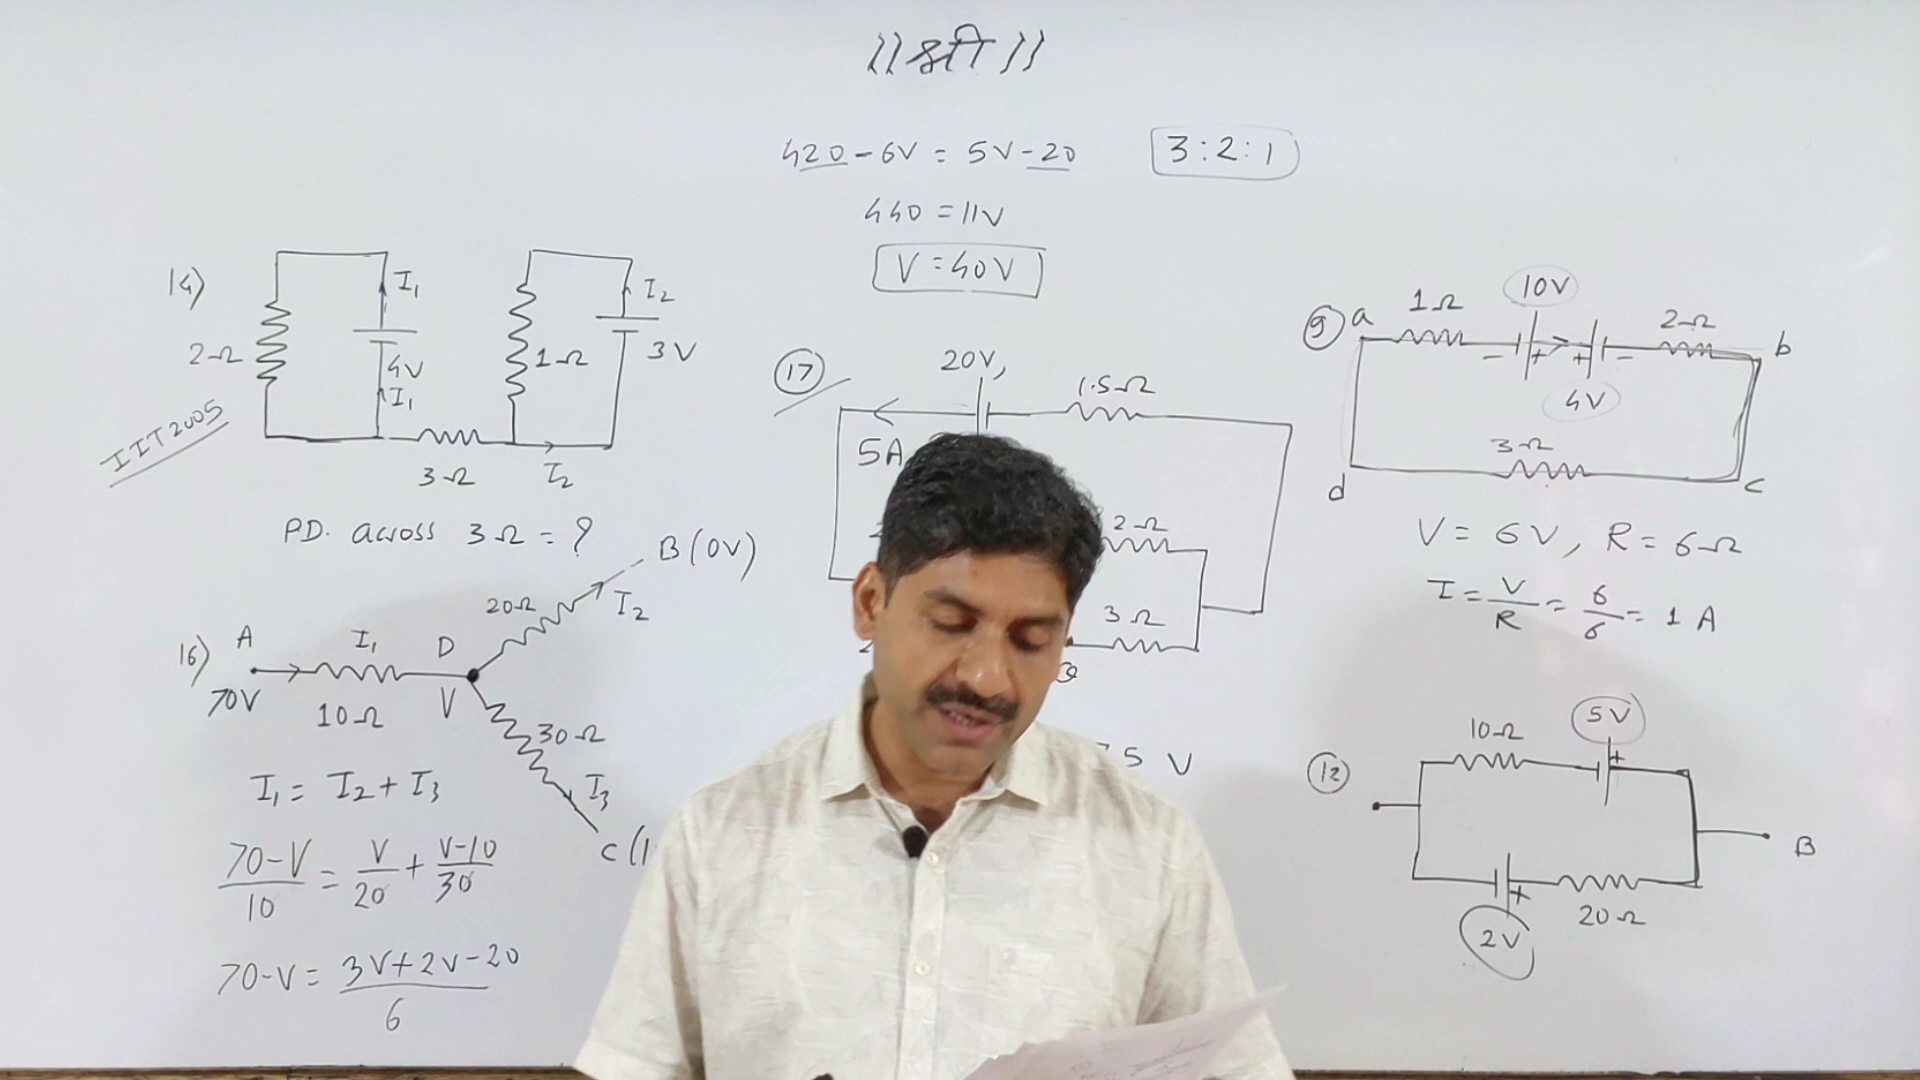 ॥ श्री ॥
420-6V = 5V-20
3:2:1
440 = 11V
V = 40V
14)
I₁
2Ω
4V
I₁
1Ω
I₂
3V
3Ω
I₂
IIT 2005
P.D. across 3Ω = ?
16)
A
70V
I₁
10Ω
D
V
20Ω
B (0V)
I₂
30Ω
I₃
C (1
I₁ = I₂ + I₃
70-V/10 = V/20 + V-10/30
70-V = 3V+2V-20/6
17
20V,
1.5Ω
5A
2Ω
3Ω
Q
5 V
9
a
1Ω
10V
2Ω
b
- + + -
4V
3Ω
d
c
V = 6V, R = 6Ω
I = V/R = 6/6 = 1 A
12
10Ω
5V
+
B
+
20Ω
2V